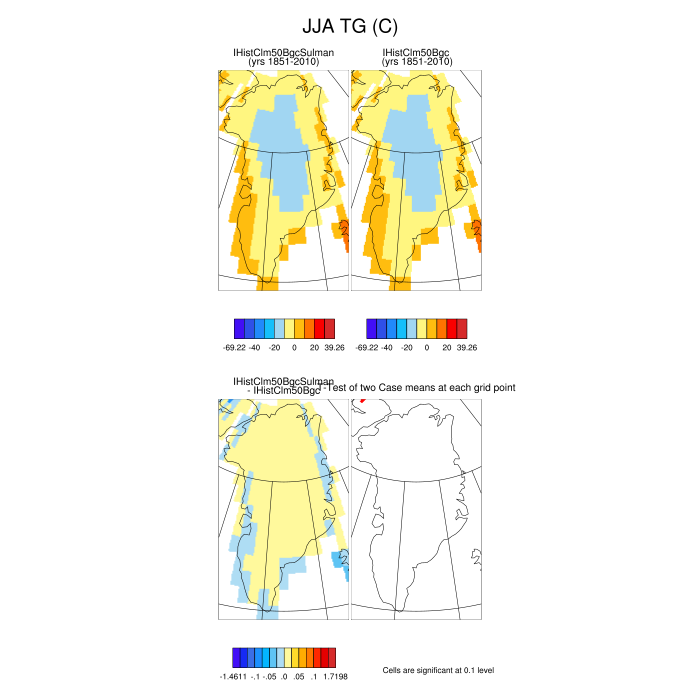 JJA TG (C)
IHistClm50BgcSulman
(yrs 1851-2010)
IHistClm50Bgc
(yrs 1851-2010)
-69.22 -40 -20 0 20 39.26
-69.22 -40 -20 0 20 39.26
IHistClm50BgcSulman
- IHistClm50Bgc
T-Test of two Case means at each grid point
-1.4611 -.1 -.05 .0 .05 .1 1.7198
Cells are significant at 0.1 level